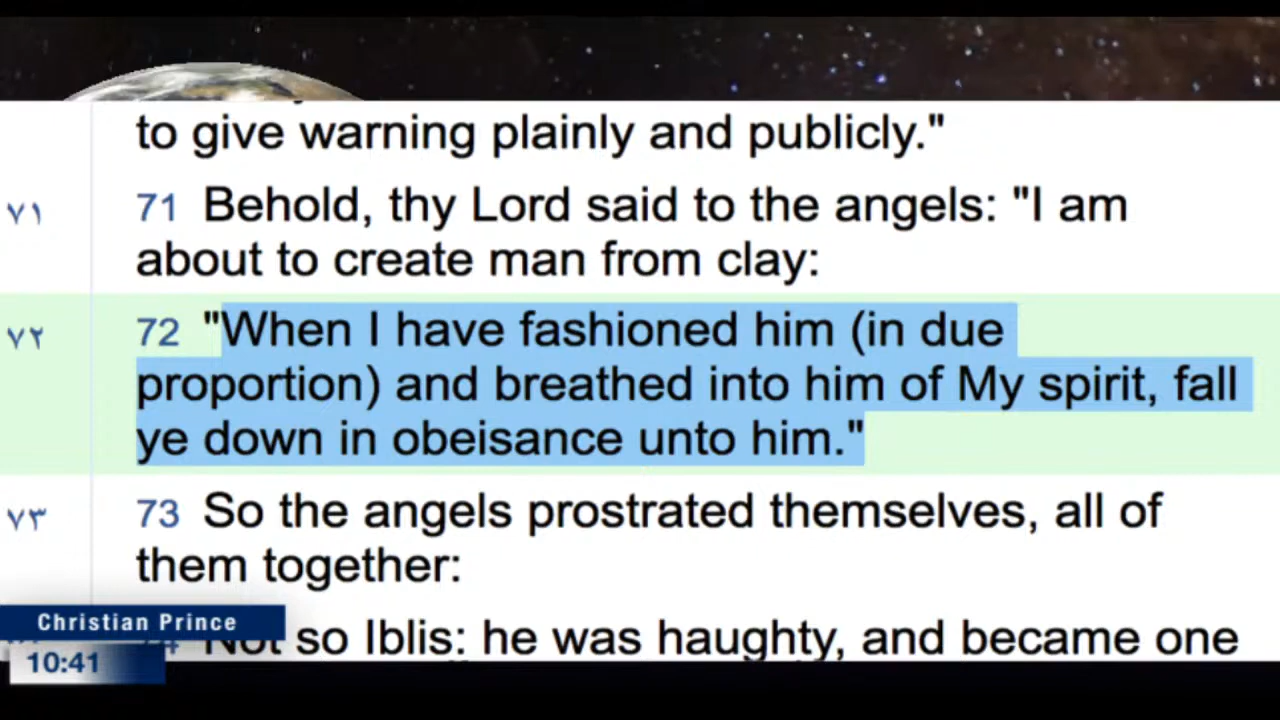 to give warning plainly and publicly."
٧١ 71 Behold, thy Lord said to the angels: "I am
about to create man from clay:
٧٢ 72 "When I have fashioned him (in due
proportion) and breathed into him of My spirit, fall
ye down in obeisance unto him."
٧٣ 73 So the angels prostrated themselves, all of
them together:
Not so Iblis: he was haughty, and became one
Christian Prince
10:41